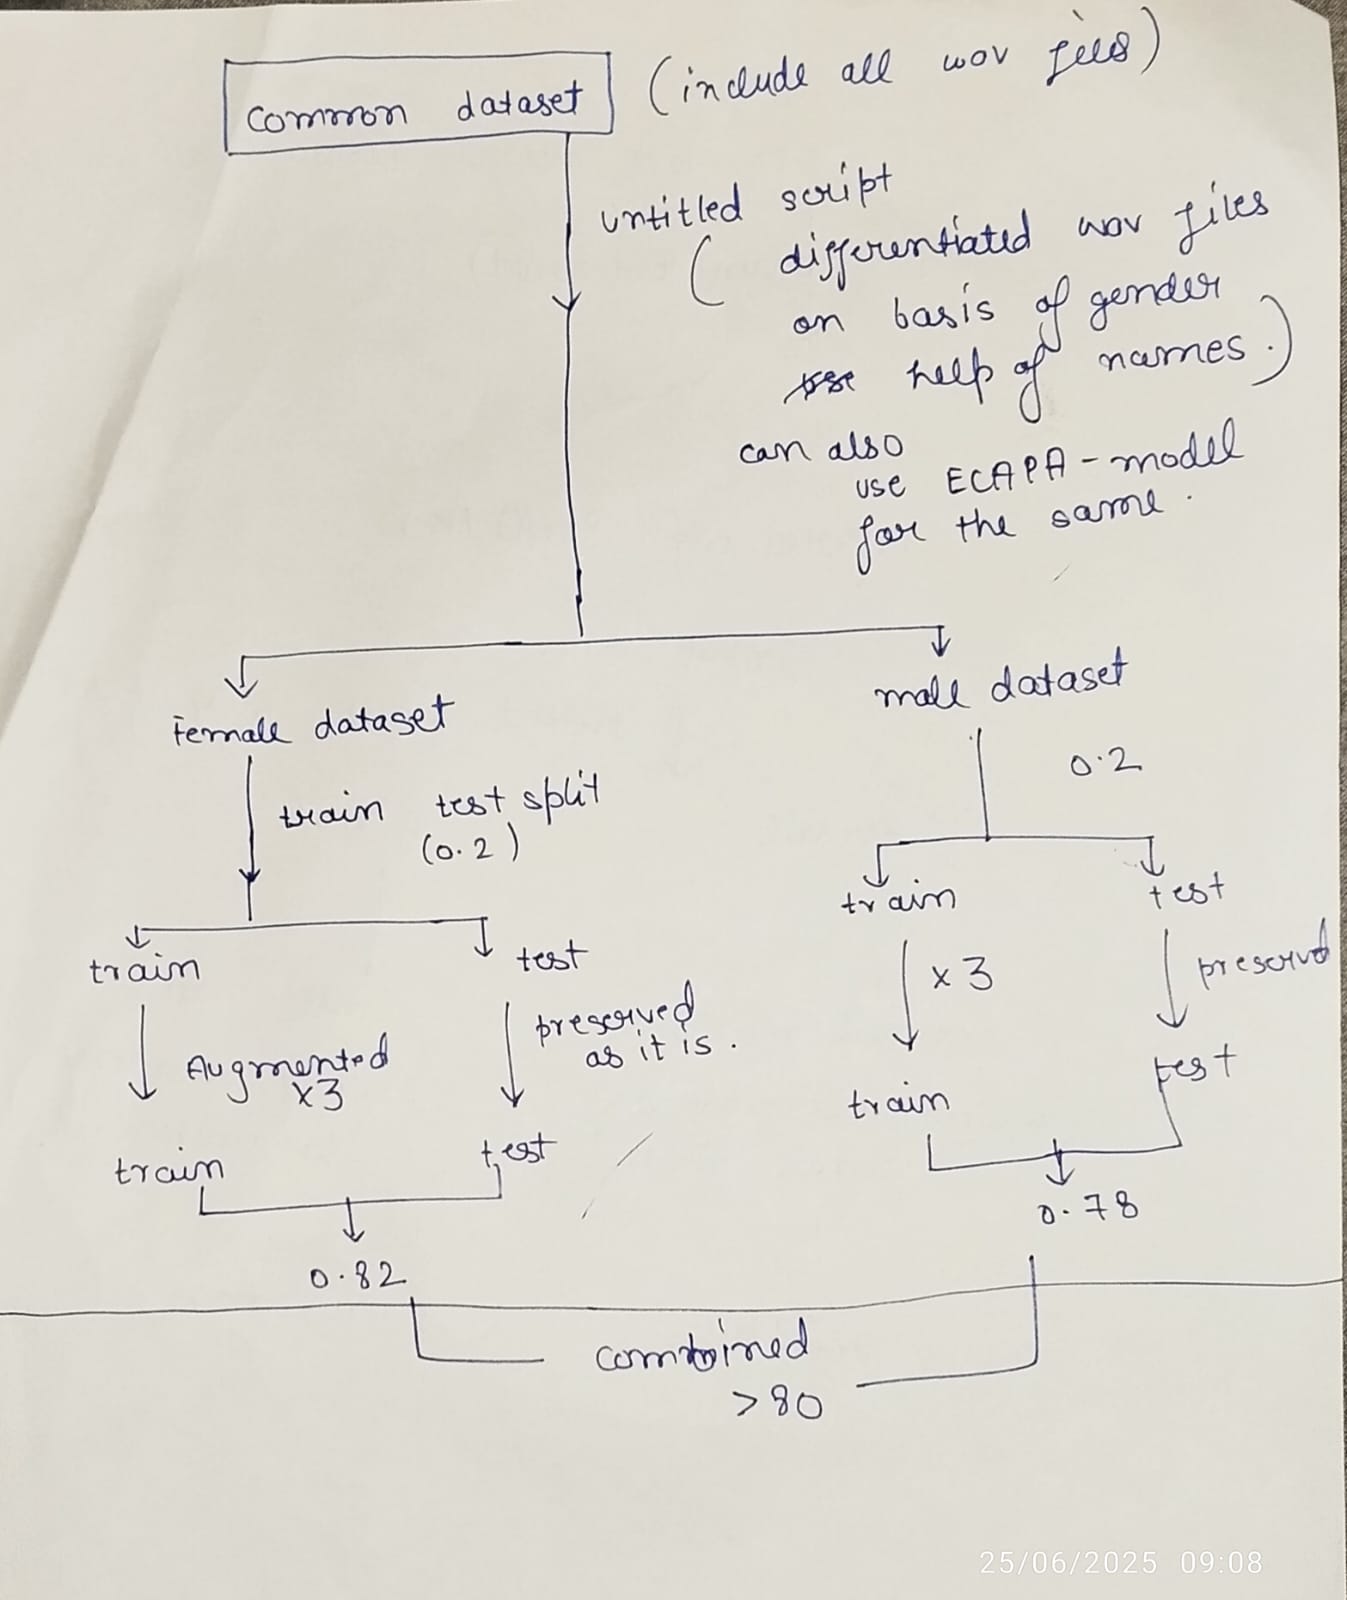 common dataset (include all wav files)
untitled script
( differentiated wav files
on basis of gender
help of names.)
can also
use ECAPA-model
for the same.
Female dataset
male dataset
train test split
(0.2)
0.2
train
test
train
test
Augmented
x3
preserved
as it is.
x3
preserved
train
test
train
test
0.82
0.78
combined
>80
25/06/2025 09:08